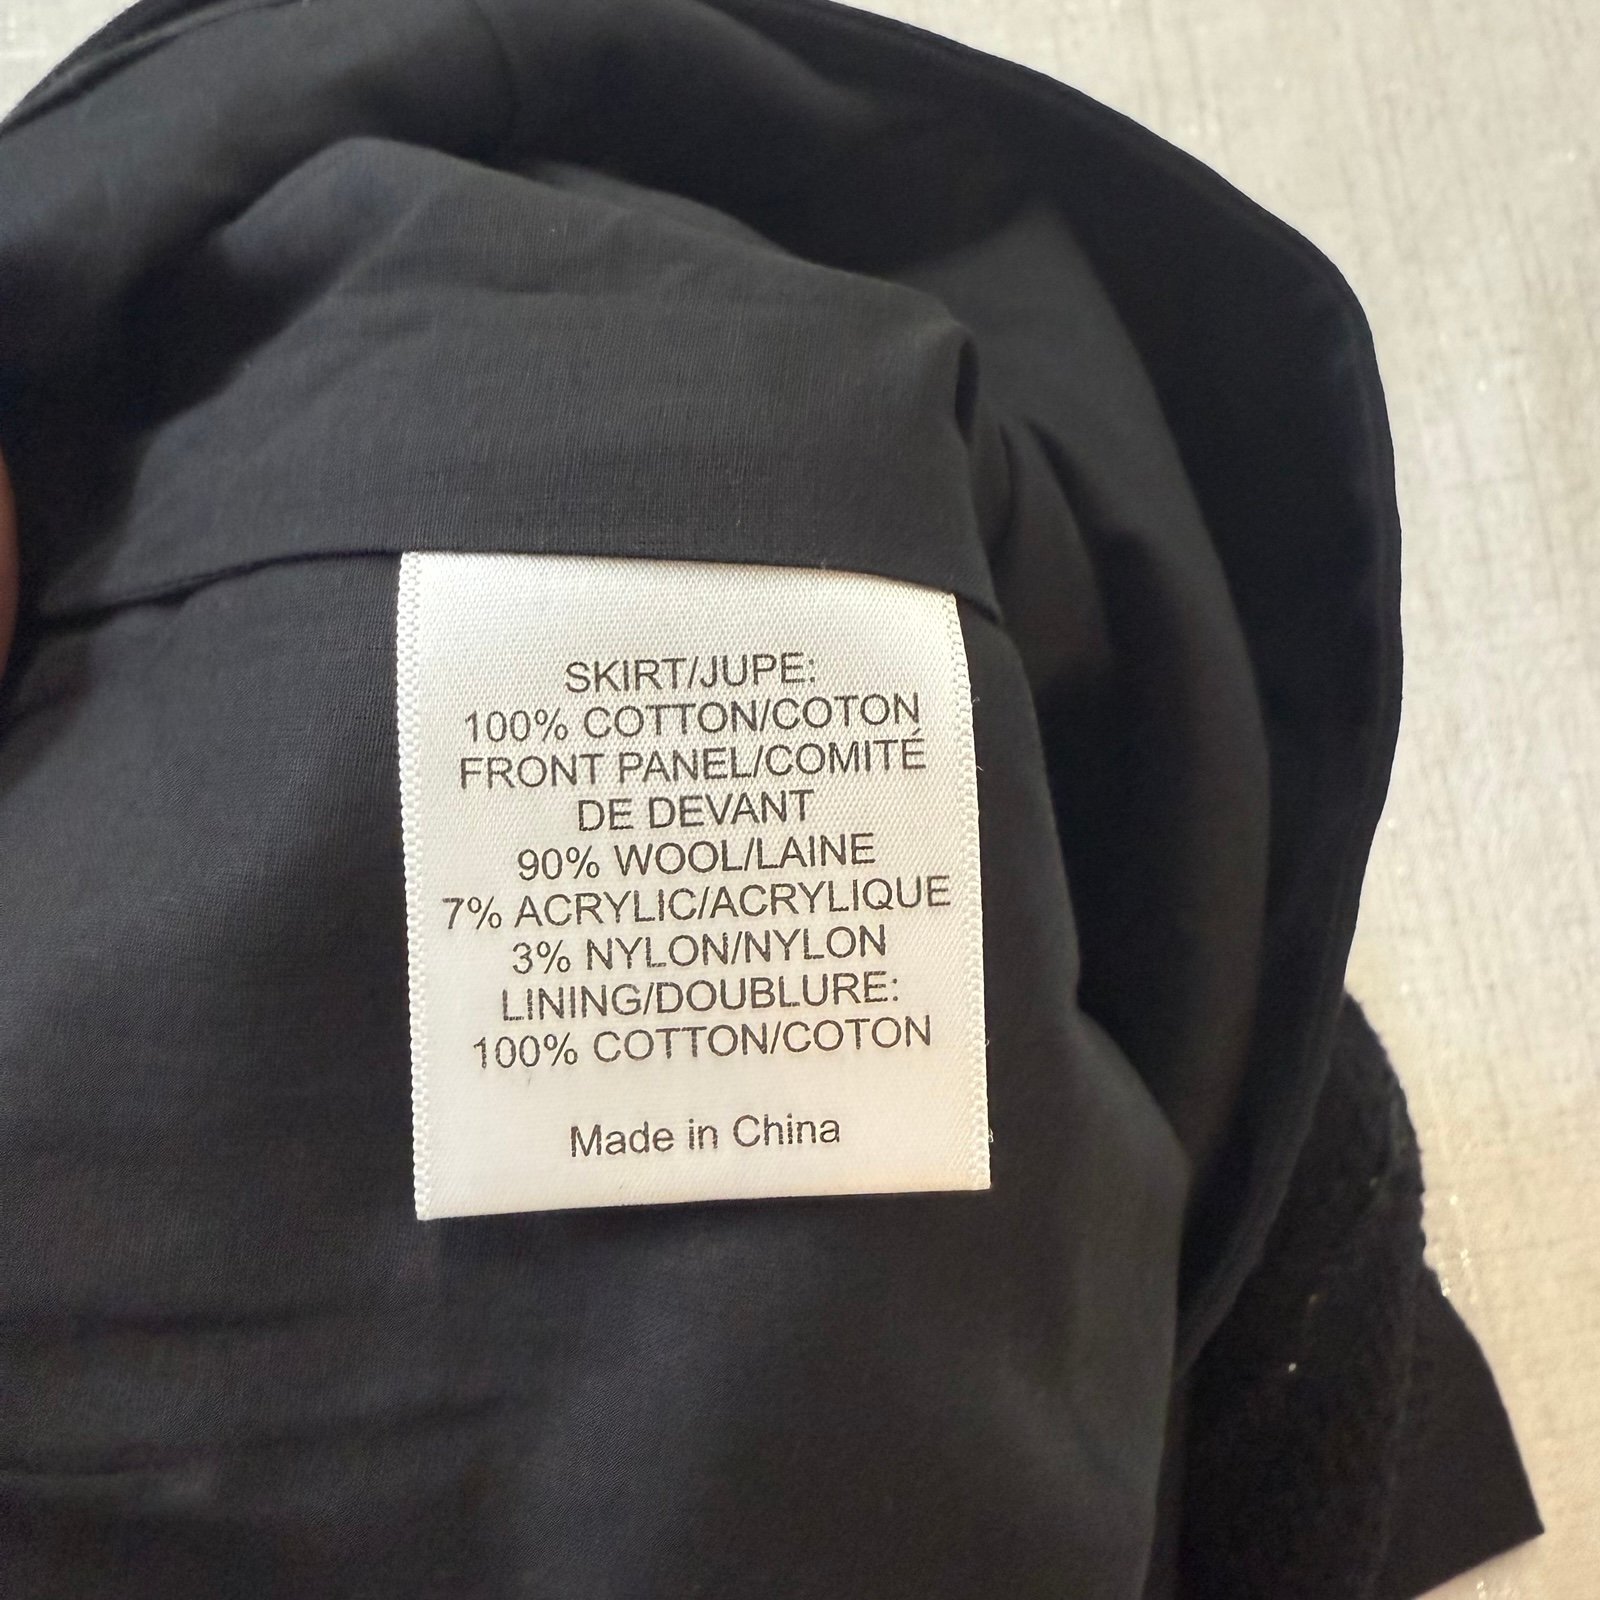 SKIRT/JUPE:
100% COTTON/COTON
FRONT PANEL/COMITÉ
DE DEVANT
90% WOOL/LAINE
7% ACRYLIC/ACRYLIQUE
3% NYLON/NYLON
LINING/DOUBLURE:
100% COTTON/COTON
Made in China